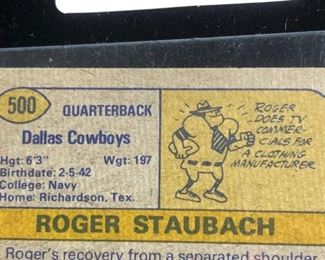 500
QUARTERBACK
Dallas Cowboys
Hgt: 6'3" Wgt: 197
Birthdate: 2-5-42
College: Navy
Home: Richardson, Tex.
ROGER
DOES TV
COMMER-
CIALS FOR
A CLOTHING
MANUFACTURER
ROGER STAUBACH
Roger's recovery from a separated shoulder